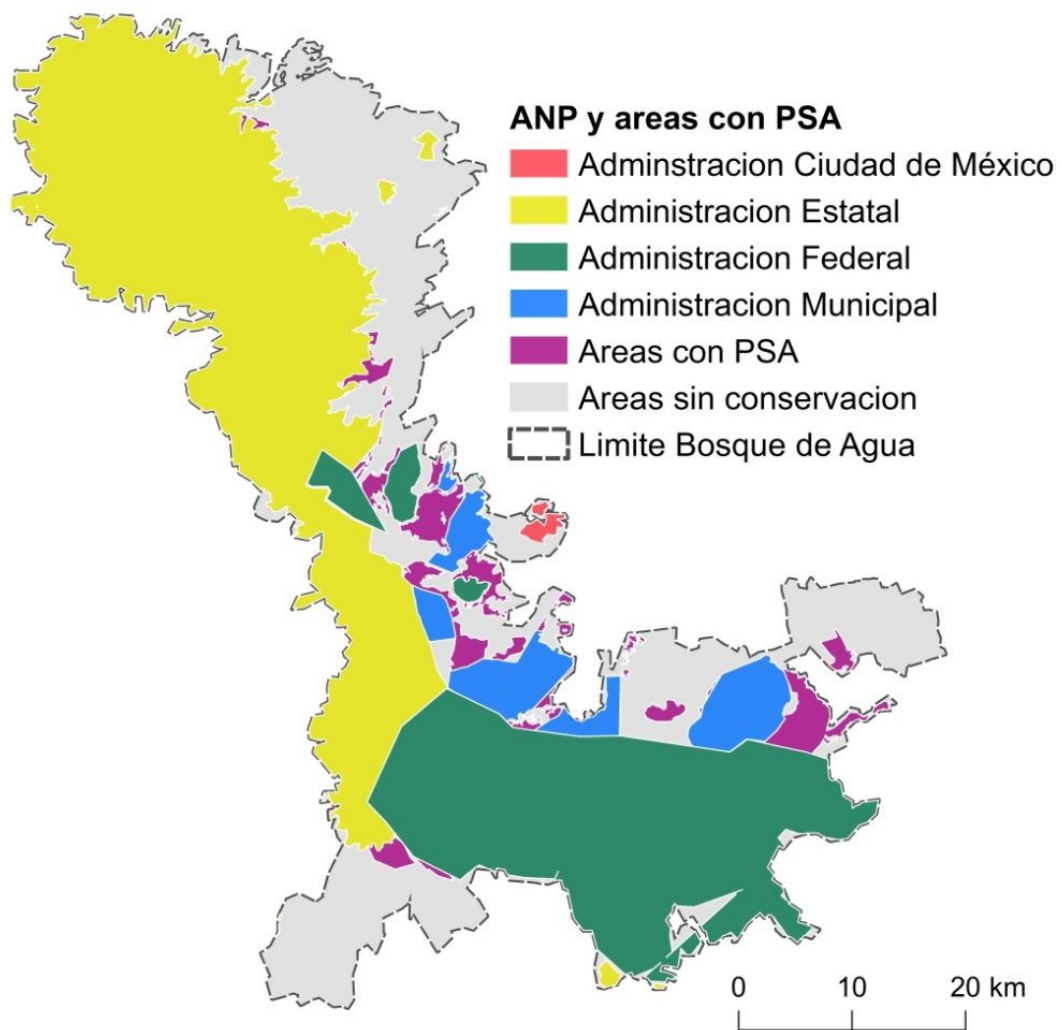 ANP y areas con PSA
Adminstracion Ciudad de México
Administracion Estatal
Administracion Federal
Administracion Municipal
Areas con PSA
Areas sin conservacion
Limite Bosque de Agua
0 10 20 km